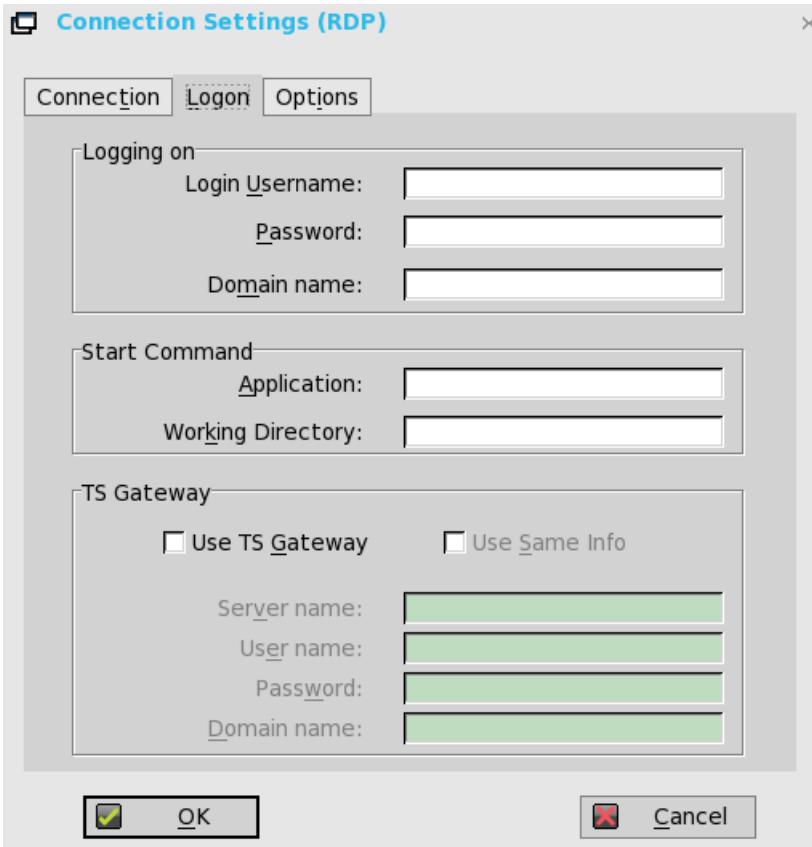 Connection Settings (RDP)
Connection Logon Options
Logging on
Login Username:
Password:
Domain name:
Start Command
Application:
Working Directory:
TS Gateway
Use TS Gateway Use Same Info
Server name:
User name:
Password:
Domain name:
OK Cancel